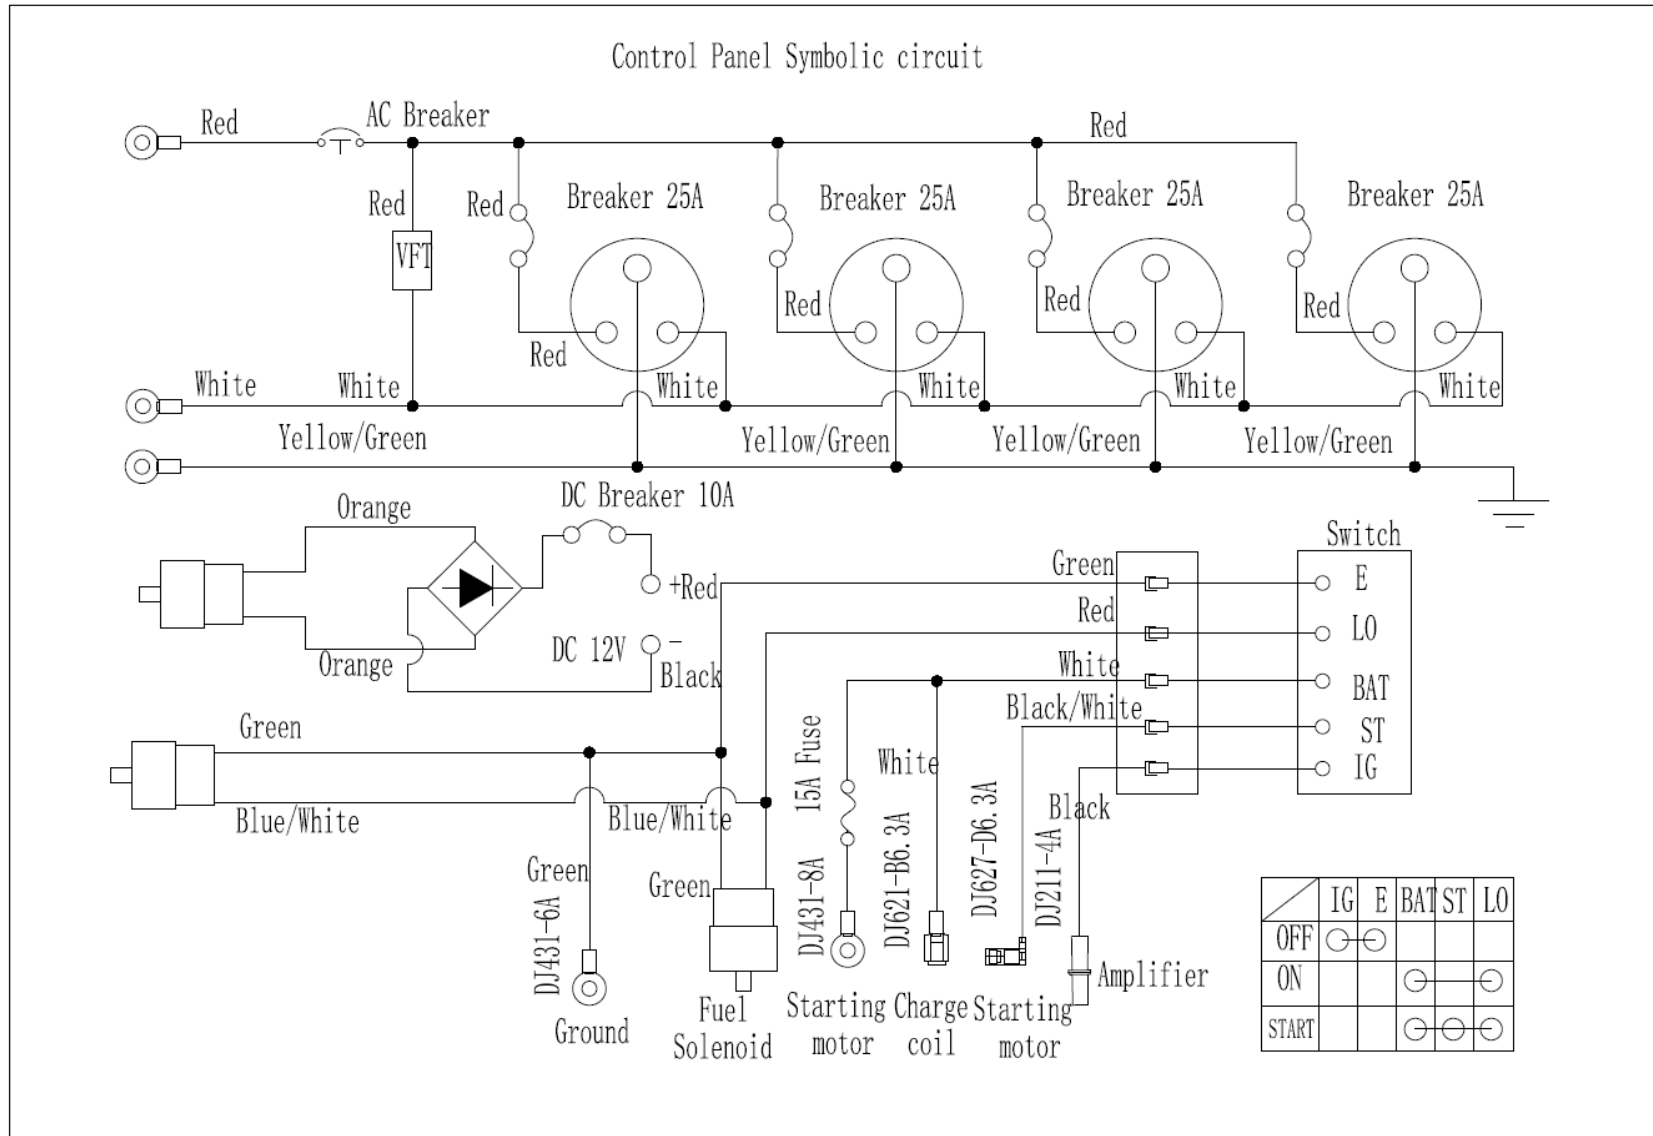 Control Panel Symbolic circuit
Red
AC Breaker
Red
Red
Red
Breaker 25A
Breaker 25A
Breaker 25A
Breaker 25A
VFT
Red
Red
Red
Red
White
White
White
White
White
White
Yellow/Green
Yellow/Green
Yellow/Green
Yellow/Green
Orange
DC Breaker 10A
Switch
Green
E
+Red
Red
LO
DC 12V
−
Orange
Black
White
BAT
Black/White
ST
Green
15A Fuse
White
IG
Blue/White
Blue/White
Black
Green
Green
DJ431-6A
DJ431-8A
DJ621-B6.3A
DJ627-D6.3A
DJ211-4A
IG E BAT ST LO
OFF
ON
START
Amplifier
Ground
Fuel
Solenoid
Starting
motor
Charge
coil
Starting
motor